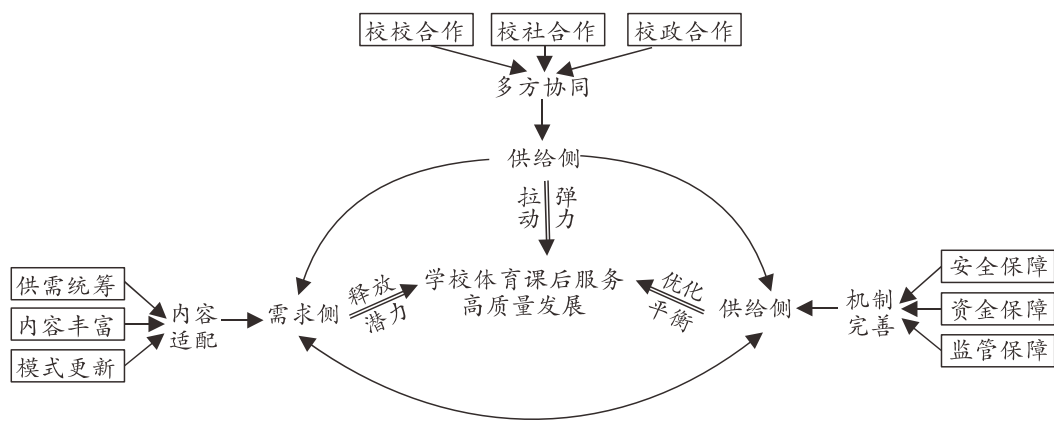 校校合作
校社合作
校政合作
多方协同
供给侧
拉动
弹力
供需统筹
内容丰富
模式更新
内容
适配
需求侧
释放
潜力
学校体育课后服务
高质量发展
优化
平衡
供给侧
机制
完善
安全保障
资金保障
监管保障